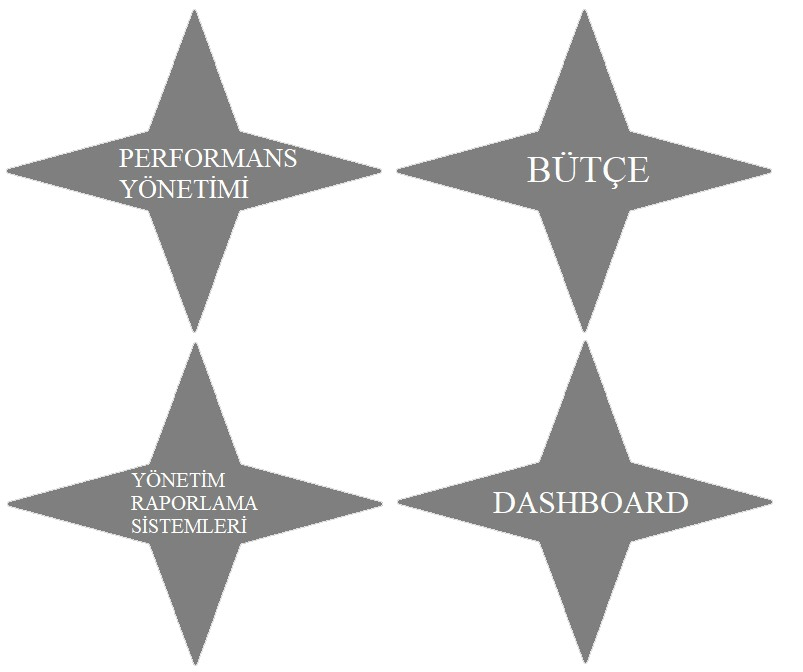 PERFORMANS
YÖNETİMİ
BÜTÇE
YÖNETİM
RAPORLAMA
SİSTEMLERİ
DASHBOARD